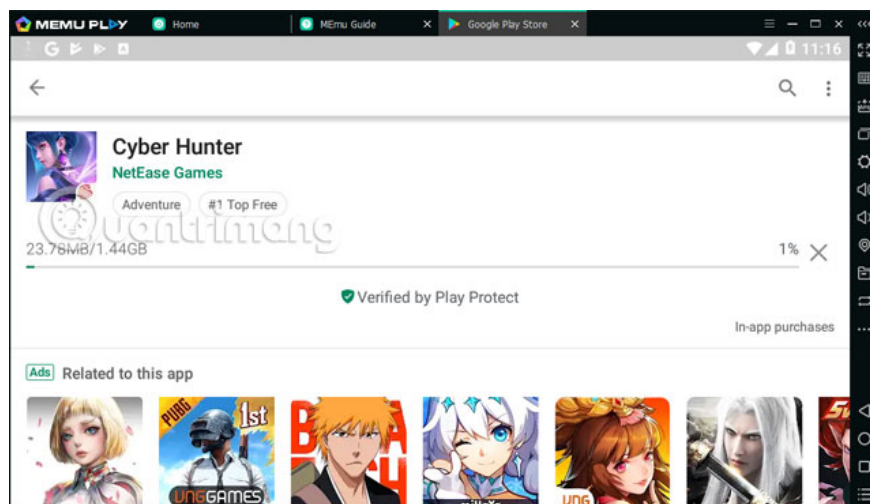 MEMU PLAY
Home
MEmu Guide
Google Play Store
11:16
Cyber Hunter
NetEase Games
Adventure
#1 Top Free
Quantrimang
23.78MB/1.44GB
1%
Verified by Play Protect
In-app purchases
Ads Related to this app
PUBG
1st
VNGGAMES
VNG